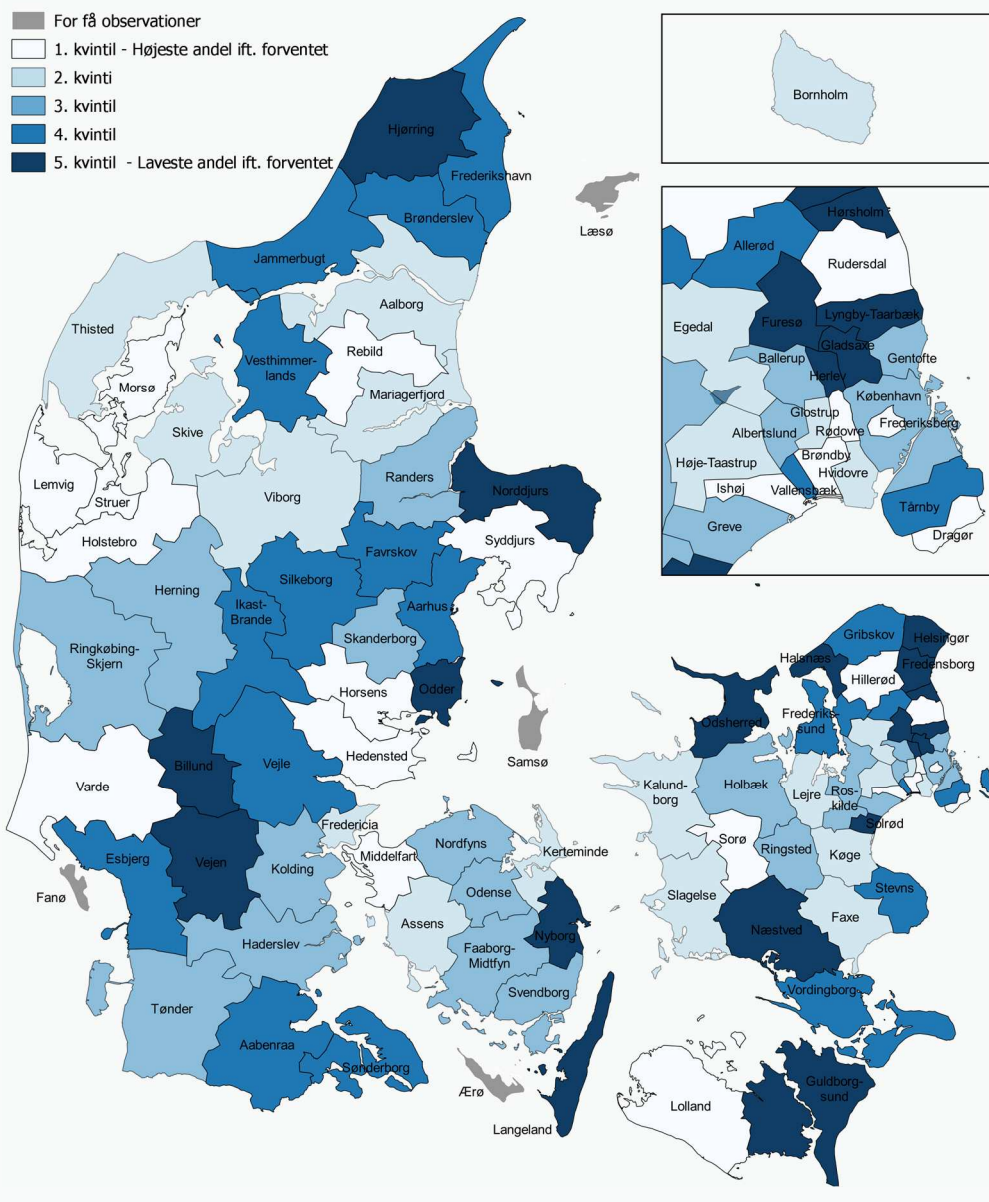 For få observationer
1. kvintil - Højeste andel ift. forventet
2. kvinti
3. kvintil
4. kvintil
5. kvintil - Laveste andel ift. forventet
Hjørring
Frederikshavn
Brønderslev
Læsø
Jammerbugt
Aalborg
Thisted
Vesthimmer-
lands
Rebild
Morsø
Mariagerfjord
Skive
Lemvig
Struer
Viborg
Randers
Norddjurs
Holstebro
Syddjurs
Favrskov
Herning
Silkeborg
Ikast-
Brande
Aarhus
Ringkøbing-
Skjern
Skanderborg
Horsens
Odder
Hedensted
Samsø
Billund
Vejle
Varde
Fredericia
Esbjerg
Vejen
Kolding
Middelfart
Nordfyns
Kerteminde
Fanø
Odense
Assens
Nyborg
Haderslev
Faaborg-
Midtfyn
Svendborg
Tønder
Aabenraa
Sønderborg
Ærø
Langeland
Bornholm
Hørsholm
Allerød
Rudersdal
Egedal
Furesø
Lyngby-Taarbæk
Gladsaxe
Ballerup
Gentofte
Herlev
København
Glostrup
Frederiksberg
Albertslund
Rødovre
Brøndby
Høje-Taastrup
Hvidovre
Ishøj
Vallensbæk
Tårnby
Greve
Dragør
Gribskov
Helsingør
Halsnæs
Fredensborg
Hillerød
Odsherred
Frederiks-
sund
Kalund-
borg
Holbæk
Lejre
Ros-
kilde
Solrød
Sorø
Ringsted
Køge
Slagelse
Stevns
Næstved
Faxe
Vordingborg
Guldborg-
sund
Lolland